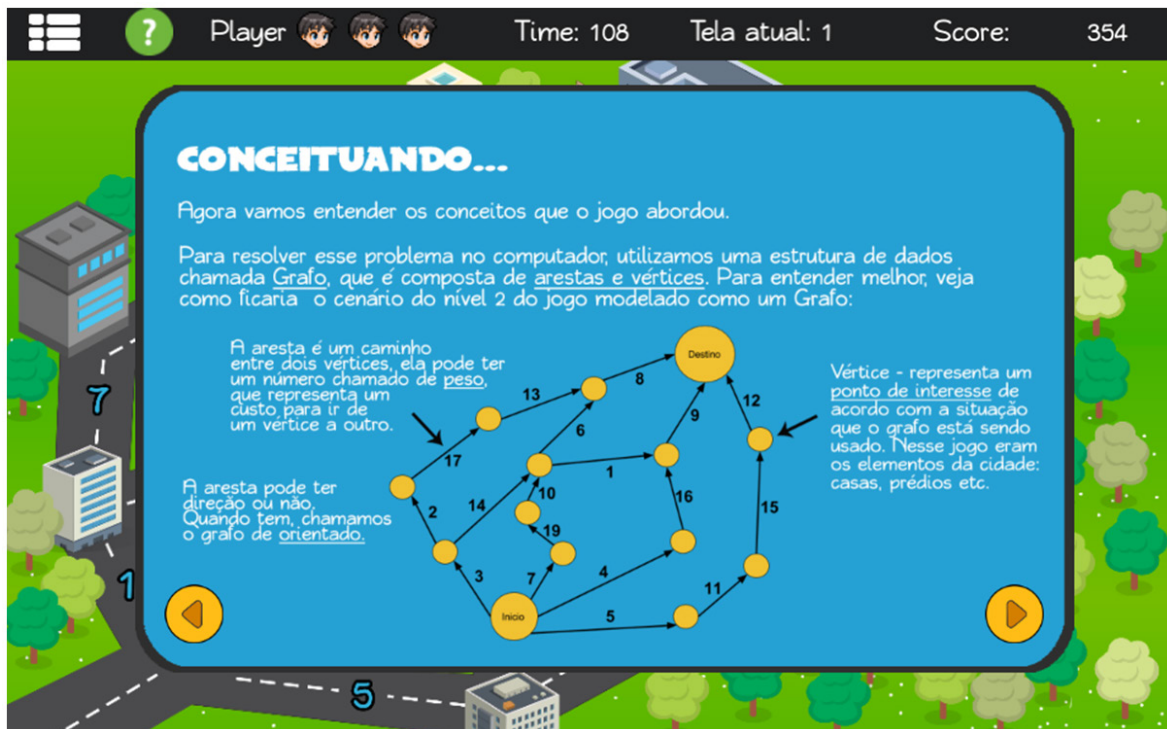 ? Player Time: 108 Tela atual: 1 Score: 354
CONCEITUANDO...
Agora vamos entender os conceitos que o jogo abordou.
Para resolver esse problema no computador, utilizamos uma estrutura de dados
chamada Grafo, que é composta de arestas e vértices. Para entender melhor, veja
como ficaria o cenário do nível 2 do jogo modelado como um Grafo:
A aresta é um caminho
entre dois vértices, ela pode ter
um número chamado de peso,
que representa um
custo para ir de
um vértice a outro.
A aresta pode ter
direção ou não.
Quando tem, chamamos
o grafo de orientado.
Destino
8
13
12
9
6
17
1
10
16
14
15
2
19
4
3
7
11
5
Inicio
Vértice - representa um
ponto de interesse de
acordo com a situação
que o grafo está sendo
usado. Nesse jogo eram
os elementos da cidade:
casas, prédios etc.
7
1
5